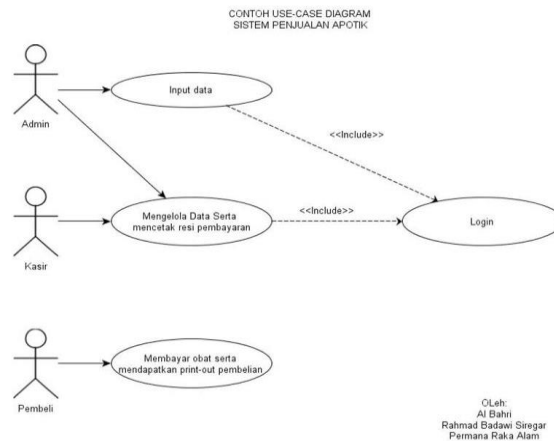 CONTOH USE-CASE DIAGRAM
SISTEM PENJUALAN APOTIK
Admin
Input data
<<Include>>
Kasir
Mengelola Data Serta
mencetak resi pembayaran
<<Include>>
Login
Pembeli
Membayar obat serta
mendapatkan print-out pembelian
OLeh:
Al Bahri
Rahmad Badawi Siregar
Permana Raka Alam